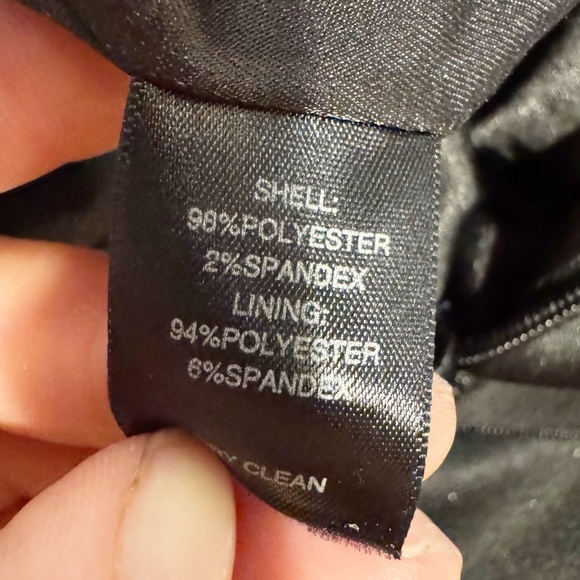 SHELL:
98%POLYESTER
2%SPANDEX
LINING:
94%POLYESTER
6%SPANDEX
CLEAN